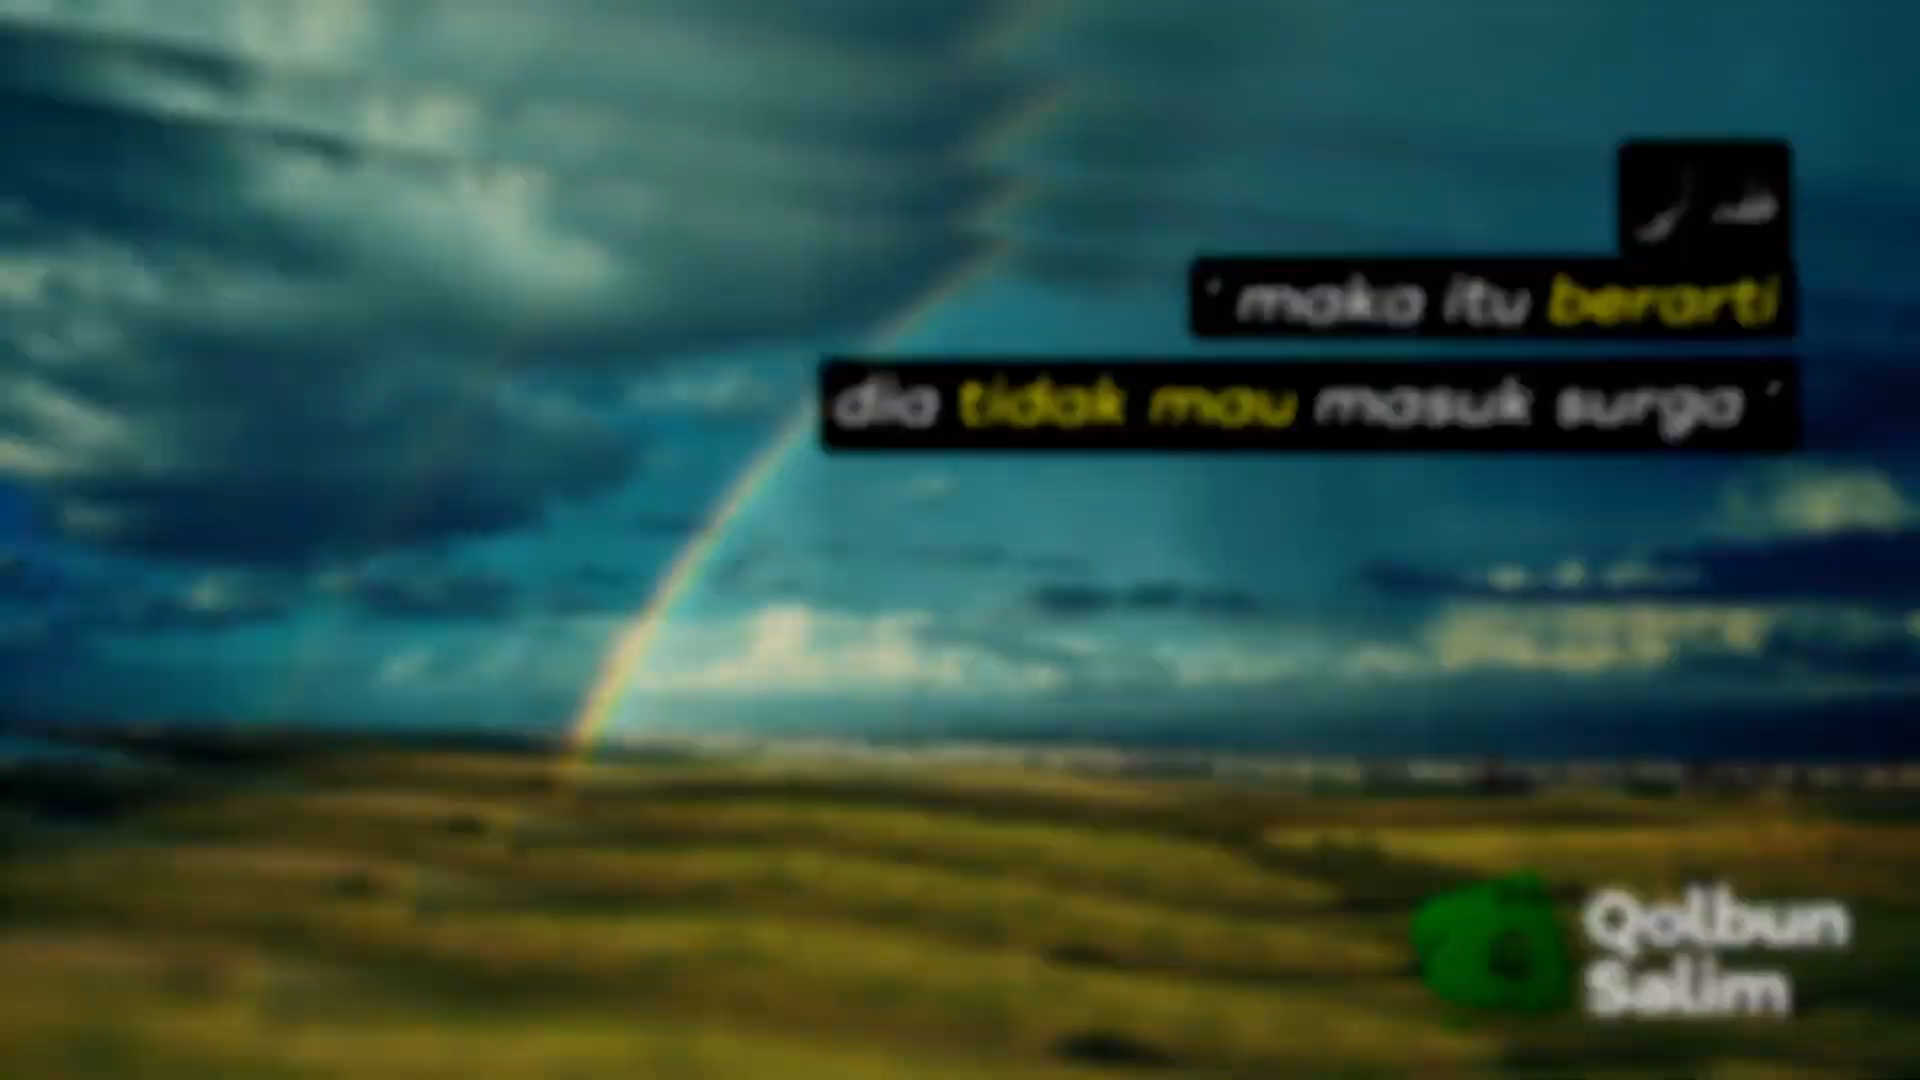 ' maka itu berarti
dia tidak mau masuk surga '
Qolbun
Salim